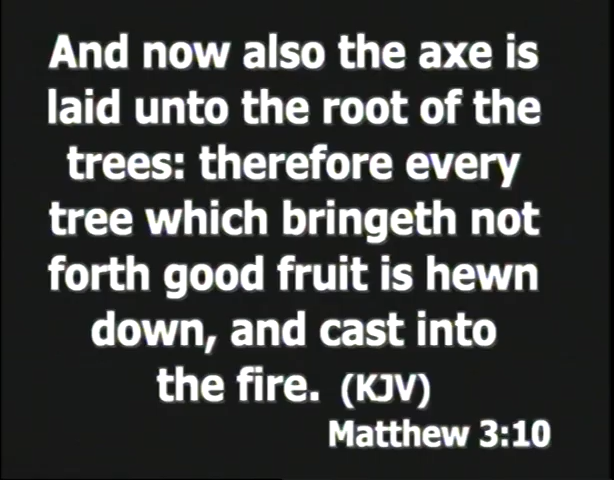 And now also the axe is
laid unto the root of the
trees: therefore every
tree which bringeth not
forth good fruit is hewn
down, and cast into
the fire. (KJV)
Matthew 3:10